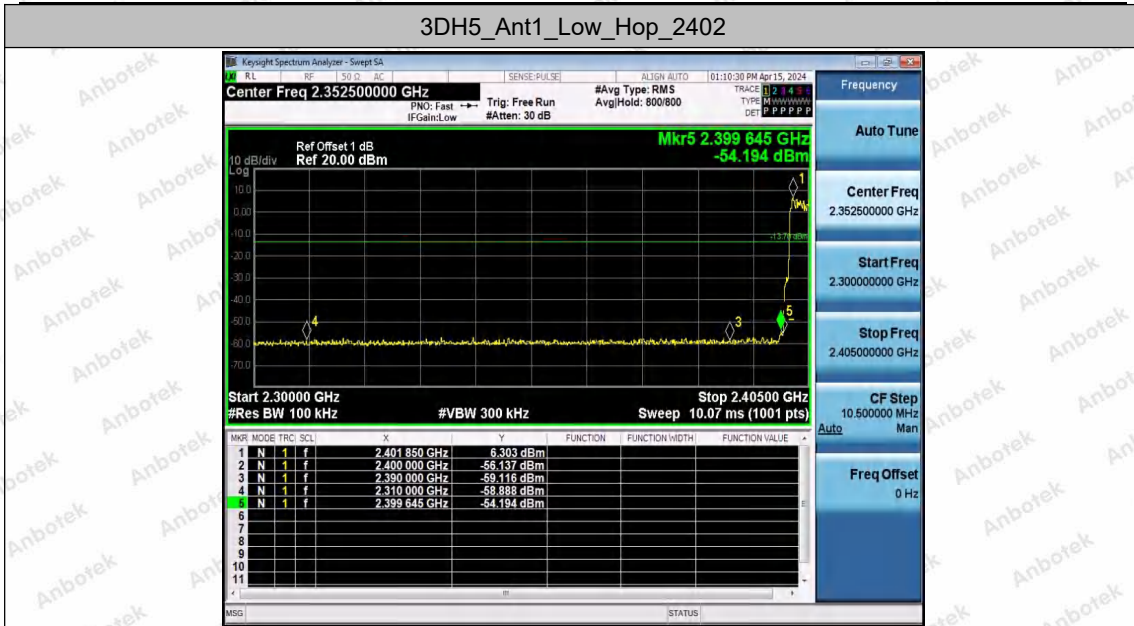 3DH5_Ant1_Low_Hop_2402
Keysight Spectrum Analyzer - Swept SA
RL RF 50 Ω AC SENSE:PULSE ALIGN AUTO 01:10:30 PM Apr 15, 2024
Center Freq 2.352500000 GHz
#Avg Type: RMS
TRACE 1 2 3 4 5 6
PNO: Fast Trig: Free Run Avg|Hold: 800/800
TYPE M WWWWW
IFGain:Low #Atten: 30 dB
DET P P P P P P
Mkr5 2.399 645 GHz
-54.194 dBm
Ref Offset 1 dB
10 dB/div Ref 20.00 dBm
Log
10.0
0.00
-10.0
-13.70 dBm
-20.0
-30.0
-40.0
-50.0
-60.0
-70.0
1
4
3
5
Start 2.30000 GHz Stop 2.40500 GHz
#Res BW 100 kHz #VBW 300 kHz Sweep 10.07 ms (1001 pts)
MKR MODE TRC SCL X Y FUNCTION FUNCTION WIDTH FUNCTION VALUE
1 N 1 f 2.401 850 GHz 6.303 dBm
2 N 1 f 2.400 000 GHz -56.137 dBm
3 N 1 f 2.390 000 GHz -59.116 dBm
4 N 1 f 2.310 000 GHz -58.888 dBm
5 N 1 f 2.399 645 GHz -54.194 dBm
6
7
8
9
10
11
MSG STATUS
Frequency
Auto Tune
Center Freq
2.352500000 GHz
Start Freq
2.300000000 GHz
Stop Freq
2.405000000 GHz
CF Step
10.500000 MHz
Auto Man
Freq Offset
0 Hz
Anbotek